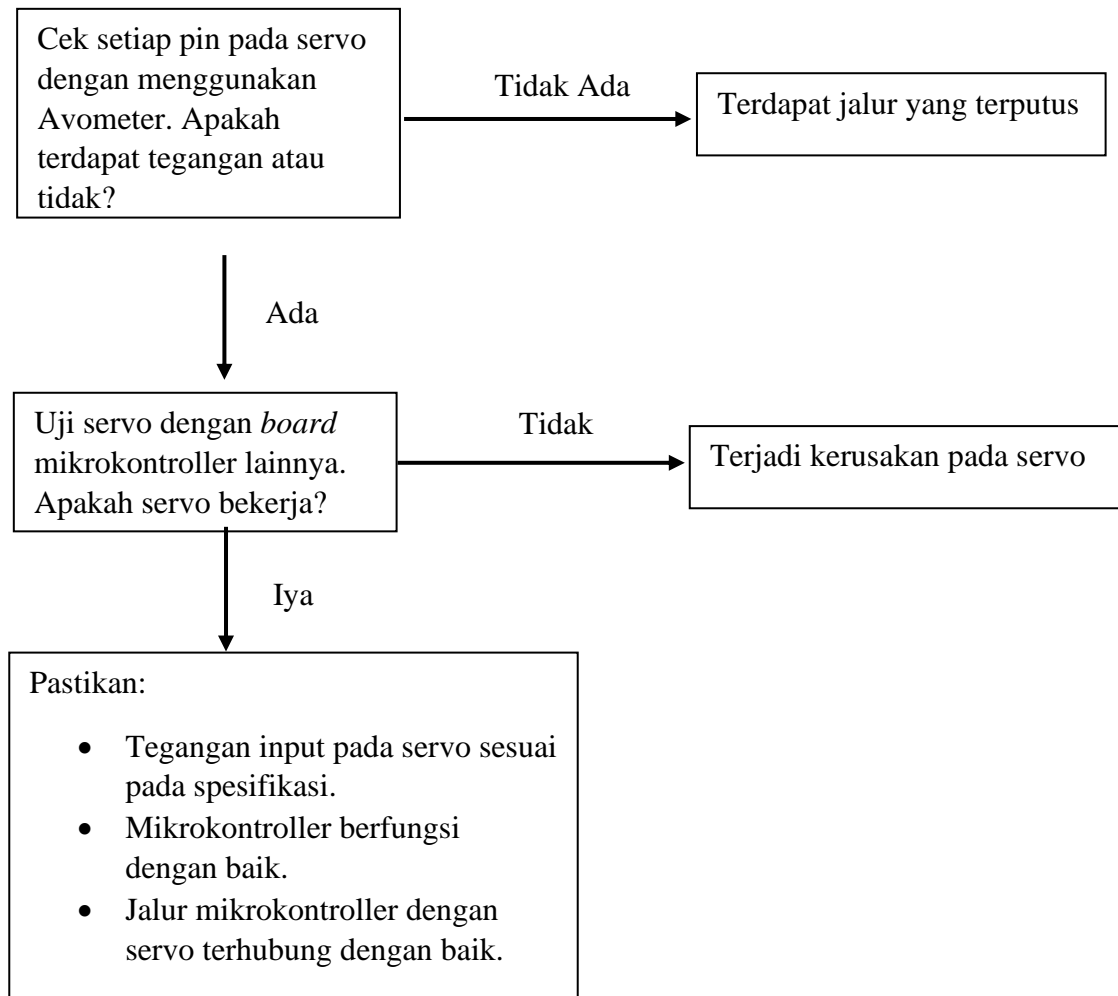 Cek setiap pin pada servo
dengan menggunakan
Avometer. Apakah
terdapat tegangan atau
tidak?
Tidak Ada
Terdapat jalur yang terputus
Ada
Uji servo dengan board
mikrokontroller lainnya.
Apakah servo bekerja?
Tidak
Terjadi kerusakan pada servo
Iya
Pastikan:
• Tegangan input pada servo sesuai
pada spesifikasi.
• Mikrokontroller berfungsi
dengan baik.
• Jalur mikrokontroller dengan
servo terhubung dengan baik.